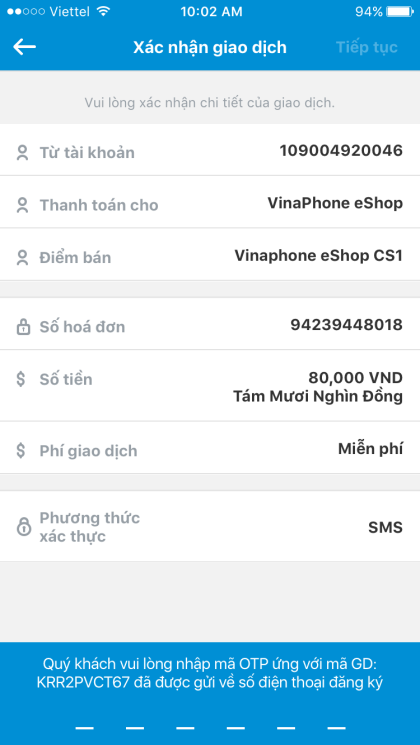 Viettel 10:02 AM 94%
Xác nhận giao dịch Tiếp tục
Vui lòng xác nhận chi tiết của giao dịch.
Từ tài khoản 109004920046
Thanh toán cho VinaPhone eShop
Điểm bán Vinaphone eShop CS1
Số hoá đơn 94239448018
Số tiền 80,000 VND
Tám Mươi Nghìn Đồng
Phí giao dịch Miễn phí
Phương thức
xác thực SMS
Quý khách vui lòng nhập mã OTP ứng với mã GD:
KRR2PVCT67 đã được gửi về số điện thoại đăng ký